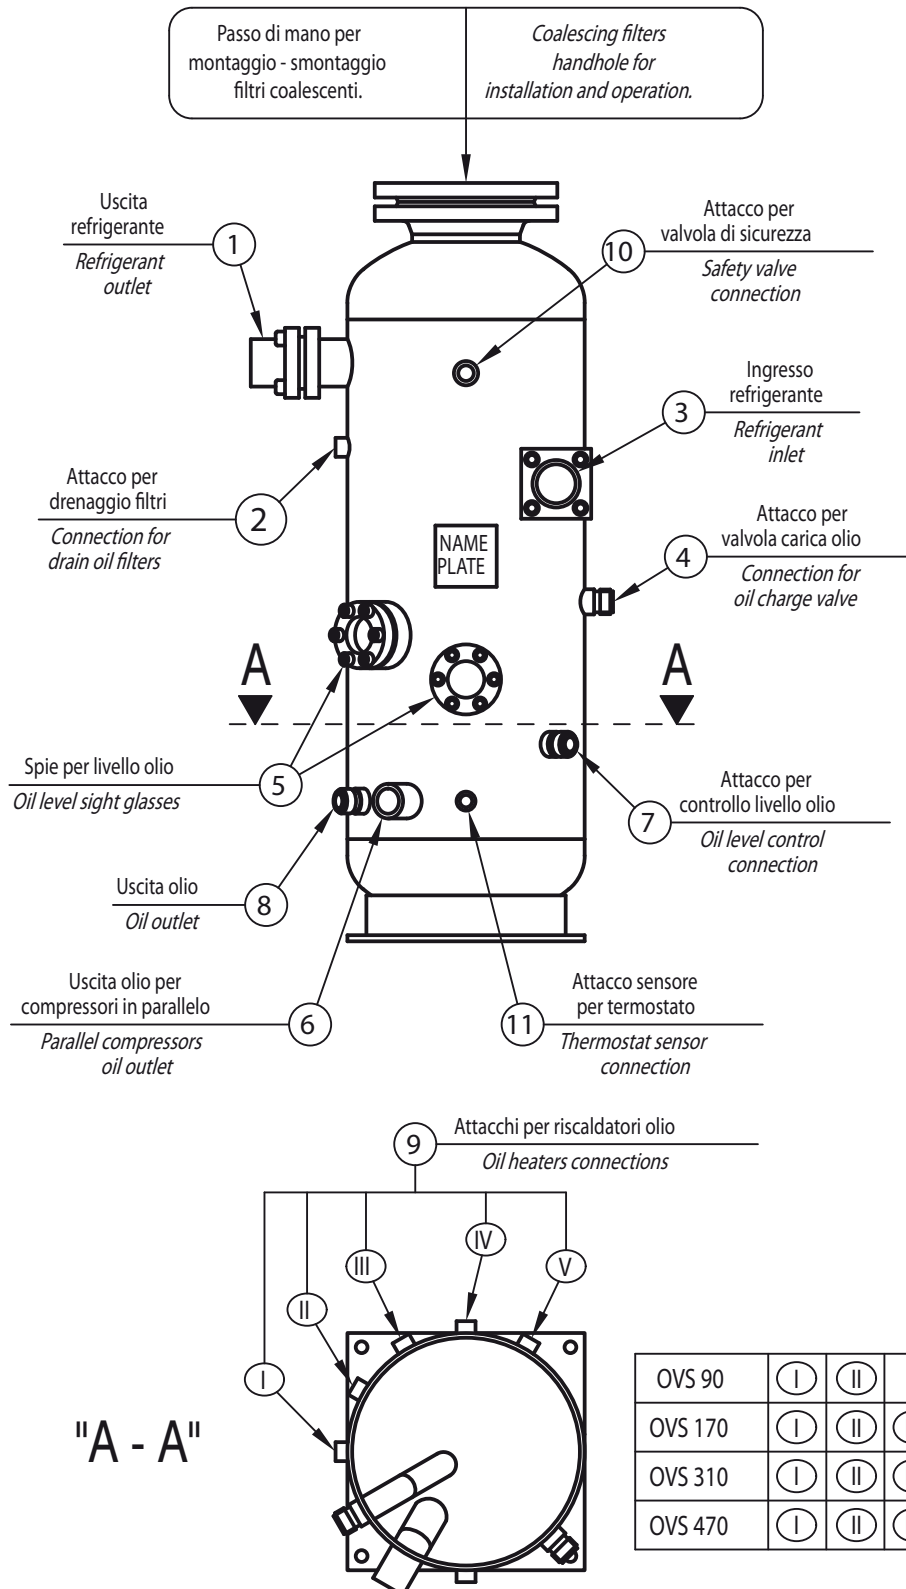 Passo di mano per
montaggio - smontaggio
filtri coalescenti.
Coalescing filters
handhole for
installation and operation.
Uscita
refrigerante
Refrigerant
outlet
1
10
Attacco per
valvola di sicurezza
Safety valve
connection
3
Ingresso
refrigerante
Refrigerant
inlet
Attacco per
drenaggio filtri
Connection for
drain oil filters
2
NAME
PLATE
4
Attacco per
valvola carica olio
Connection for
oil charge valve
A
A
Spie per livello olio
Oil level sight glasses
5
7
Attacco per
controllo livello olio
Oil level control
connection
Uscita olio
Oil outlet
8
Uscita olio per
compressori in parallelo
Parallel compressors
oil outlet
6
11
Attacco sensore
per termostato
Thermostat sensor
connection
9
Attacchi per riscaldatori olio
Oil heaters connections
I
II
III
IV
V
"A - A"
OVS 90 I II
OVS 170 I II
OVS 310 I II
OVS 470 I II